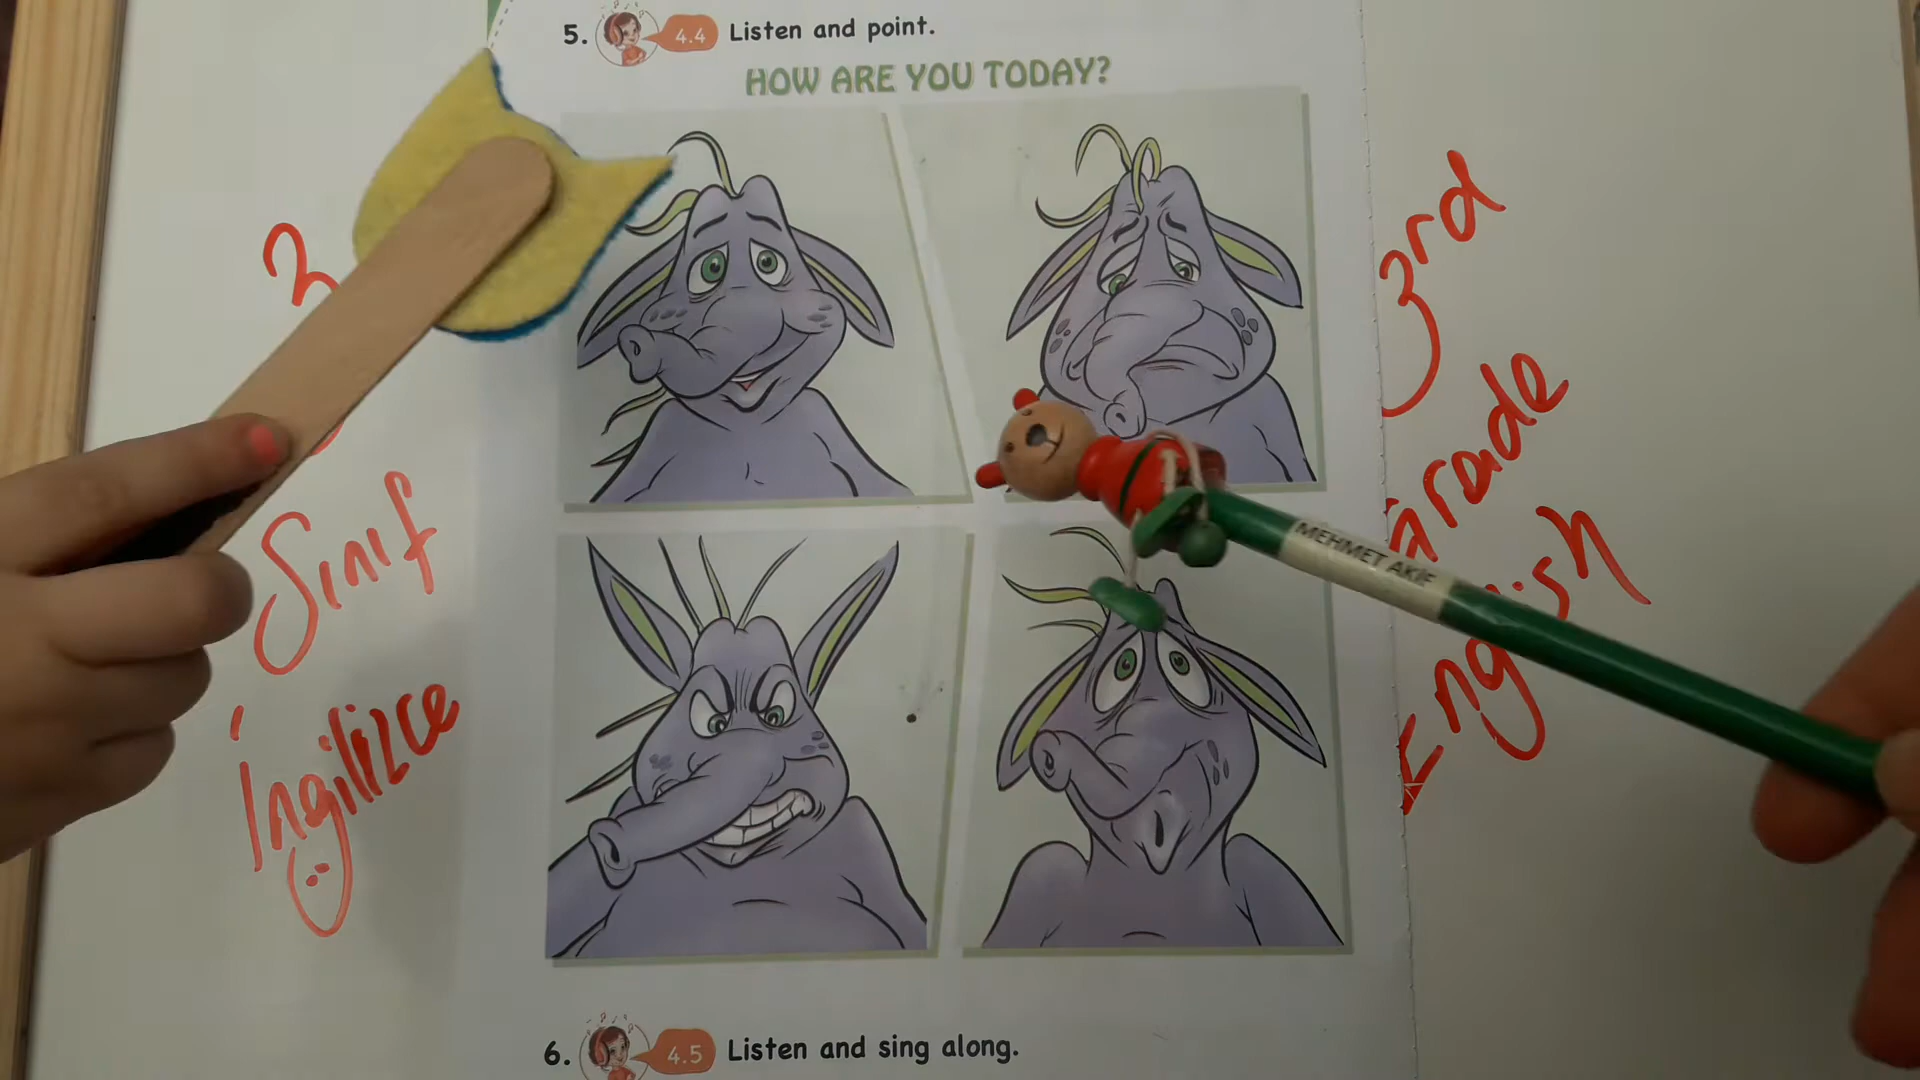 5. 4.4 Listen and point.
HOW ARE YOU TODAY?
3
Sınıf
İngilizce
3rd
Grade
English
MEHMET AKİF
6. 4.5 Listen and sing along.